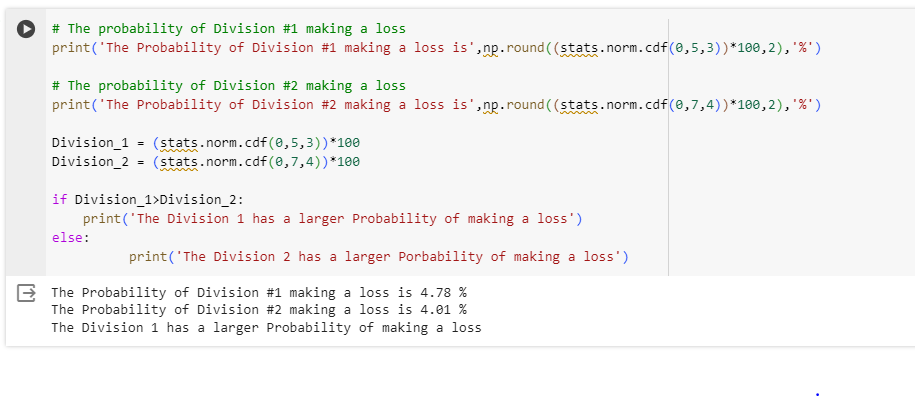 # The probability of Division #1 making a loss
print('The Probability of Division #1 making a loss is',np.round((stats.norm.cdf(0,5,3))*100,2),'%')
# The probability of Division #2 making a loss
print('The Probability of Division #2 making a loss is',np.round((stats.norm.cdf(0,7,4))*100,2),'%')
Division_1 = (stats.norm.cdf(0,5,3))*100
Division_2 = (stats.norm.cdf(0,7,4))*100
if Division_1>Division_2:
    print('The Division 1 has a larger Probability of making a loss')
else:
          print('The Division 2 has a larger Porbability of making a loss')
The Probability of Division #1 making a loss is 4.78 %
The Probability of Division #2 making a loss is 4.01 %
The Division 1 has a larger Probability of making a loss